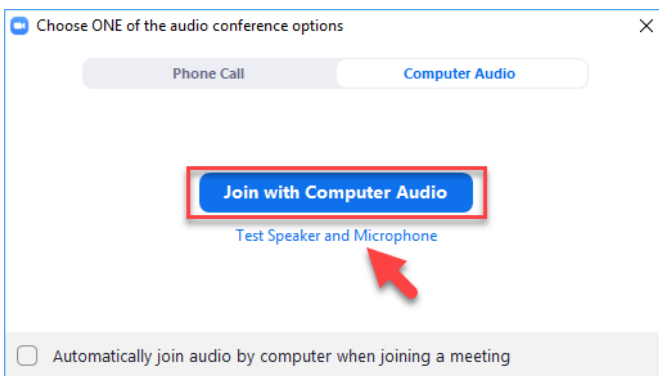 Choose ONE of the audio conference options
Phone Call Computer Audio
Join with Computer Audio
Test Speaker and Microphone
Automatically join audio by computer when joining a meeting